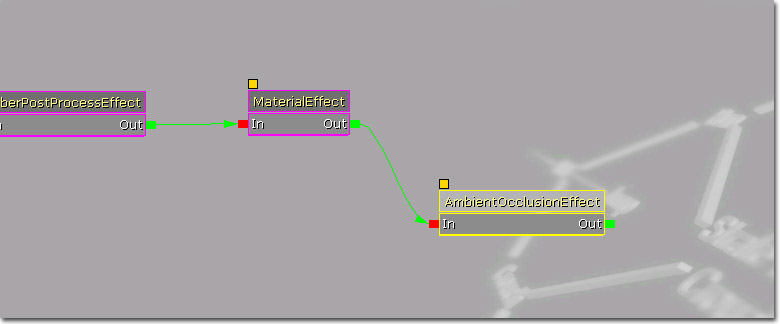 berPostProcessEffect
Out
MaterialEffect
In Out
AmbientOcclusionEffect
In Out